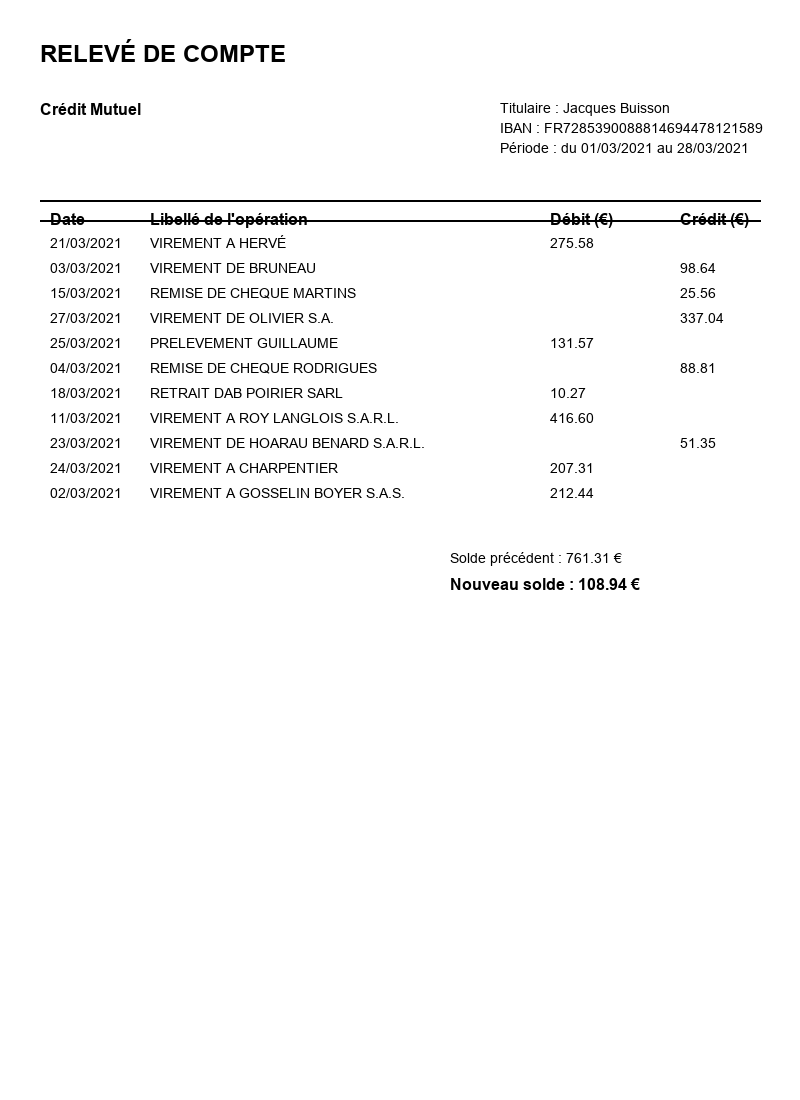 RELEVÉ DE COMPTE
Crédit Mutuel
Titulaire : Jacques Buisson
IBAN : FR7285390088814694478121589
Période : du 01/03/2021 au 28/03/2021
Date Libellé de l'opération Débit (€) Crédit (€)
21/03/2021 VIREMENT A HERVÉ 275.58
03/03/2021 VIREMENT DE BRUNEAU 98.64
15/03/2021 REMISE DE CHEQUE MARTINS 25.56
27/03/2021 VIREMENT DE OLIVIER S.A. 337.04
25/03/2021 PRELEVEMENT GUILLAUME 131.57
04/03/2021 REMISE DE CHEQUE RODRIGUES 88.81
18/03/2021 RETRAIT DAB POIRIER SARL 10.27
11/03/2021 VIREMENT A ROY LANGLOIS S.A.R.L. 416.60
23/03/2021 VIREMENT DE HOARAU BENARD S.A.R.L. 51.35
24/03/2021 VIREMENT A CHARPENTIER 207.31
02/03/2021 VIREMENT A GOSSELIN BOYER S.A.S. 212.44
Solde précédent : 761.31 €
Nouveau solde : 108.94 €